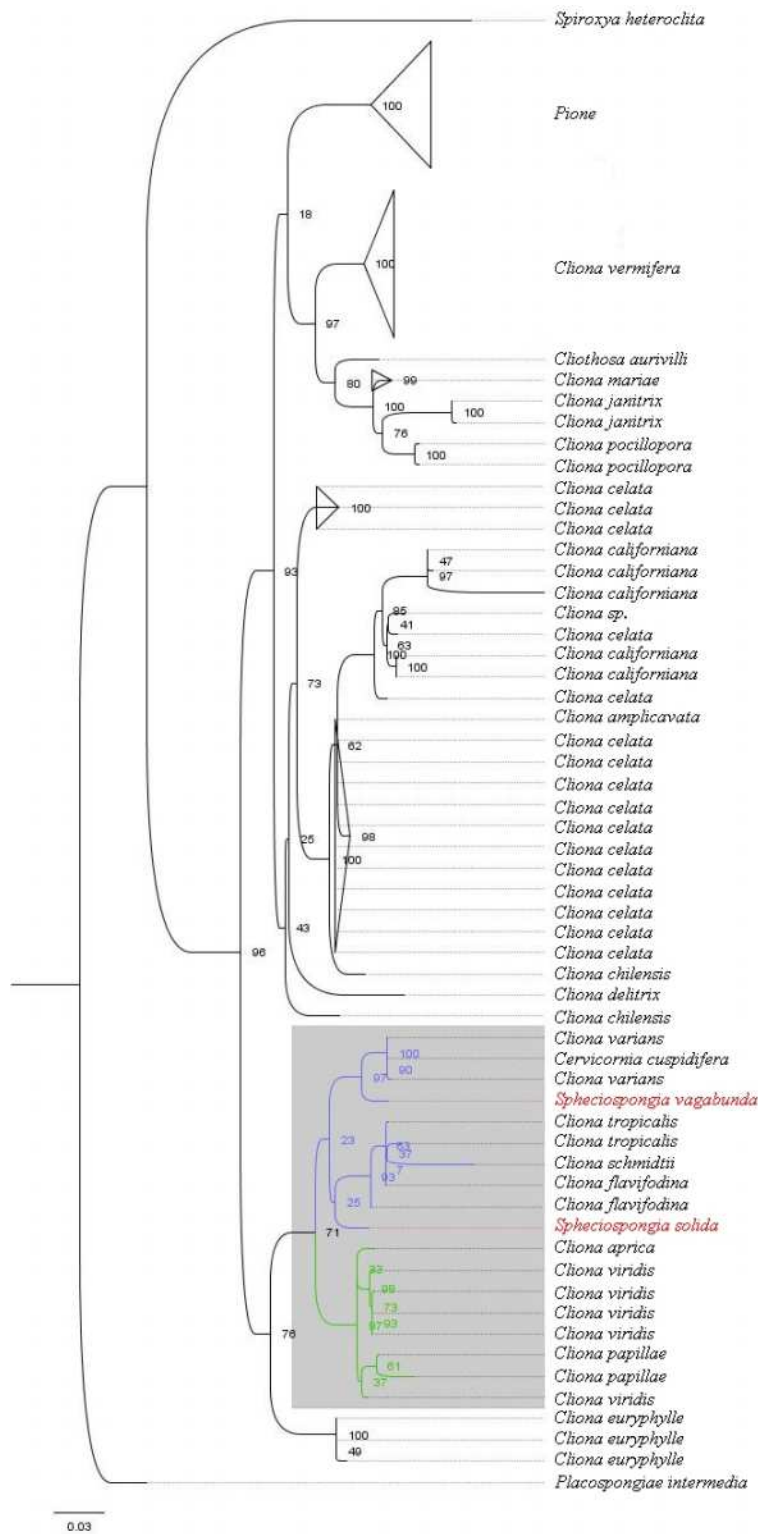 Spiroxya heteroclita
100
Pione
18
100
Cliona vermifera
97
Cliothosa aurivilli
80
99
Cliona mariae
100
Cliona janitrix
100
Cliona janitrix
76
Cliona pocillopora
100
Cliona pocillopora
Cliona celata
100
Cliona celata
Cliona celata
Cliona californiana
47
Cliona californiana
97
Cliona californiana
93
85
Cliona sp.
41
Cliona celata
63
100
Cliona californiana
100
Cliona californiana
73
Cliona celata
Cliona amplicavata
62
Cliona celata
Cliona celata
Cliona celata
Cliona celata
Cliona celata
98
25
Cliona celata
100
Cliona celata
Cliona celata
Cliona celata
43
Cliona celata
96
Cliona celata
Cliona chilensis
Cliona delitrix
Cliona chilensis
Cliona varians
100
Cervicornia cuspidifera
90
97
Cliona varians
Spheciospongia vagabunda
Cliona tropicalis
23
63
Cliona tropicalis
37
Cliona schmidtii
7
93
Cliona flavifodina
25
Cliona flavifodina
Spheciospongia solida
71
Cliona aprica
33
Cliona viridis
99
Cliona viridis
73
Cliona viridis
97
93
76
Cliona viridis
Cliona papillae
61
Cliona papillae
37
Cliona viridis
Cliona euryphylle
100
Cliona euryphylle
49
Cliona euryphylle
Placospongiae intermedia
0.03